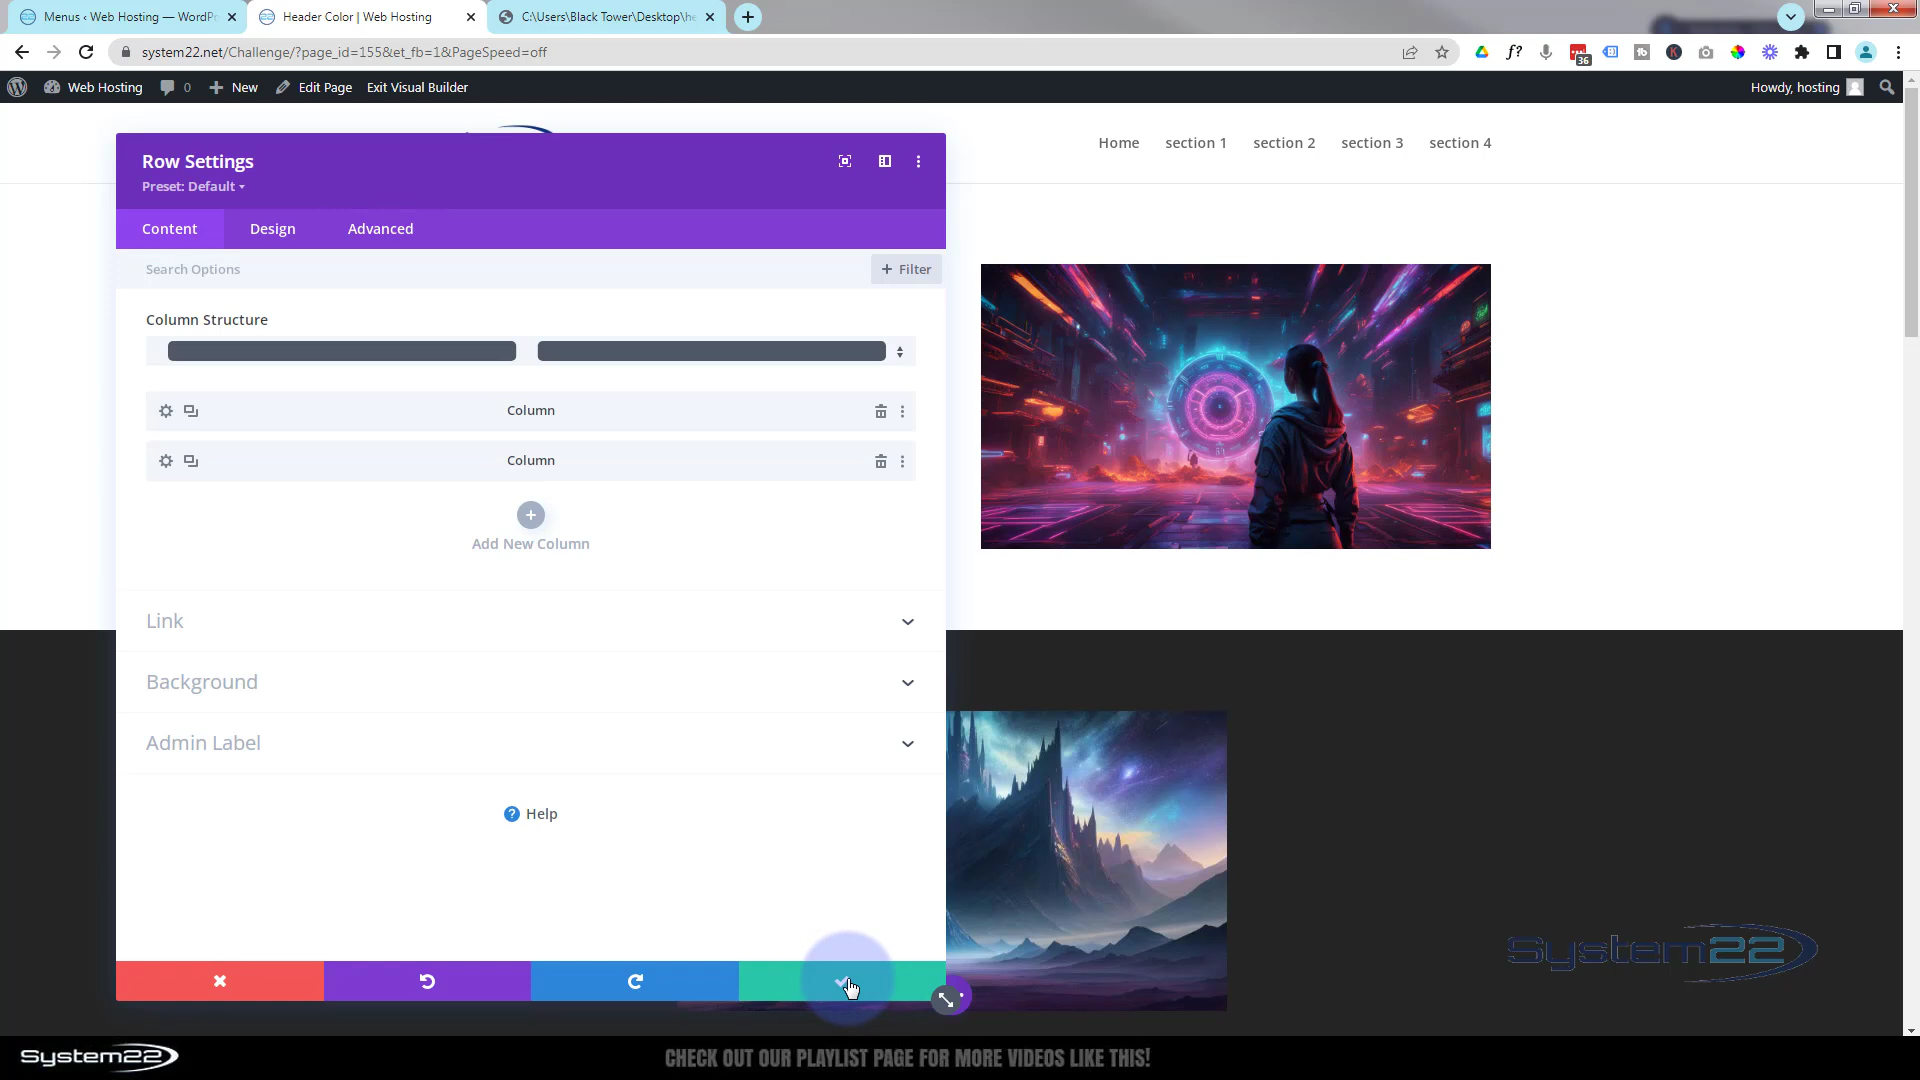 Menus ‹ Web Hosting — WordPr
Header Color | Web Hosting
C:\Users\Black Tower\Desktop\he
system22.net/Challenge/?page_id=155&et_fb=1&PageSpeed=off
f?
36
Web Hosting
0
New
Edit Page
Exit Visual Builder
Howdy, hosting
Home
section 1
section 2
section 3
section 4
Row Settings
Preset: Default
Content
Design
Advanced
Search Options
+ Filter
Column Structure
Column
Column
Add New Column
Link
Background
Admin Label
? Help
System22
System22
CHECK OUT OUR PLAYLIST PAGE FOR MORE VIDEOS LIKE THIS!